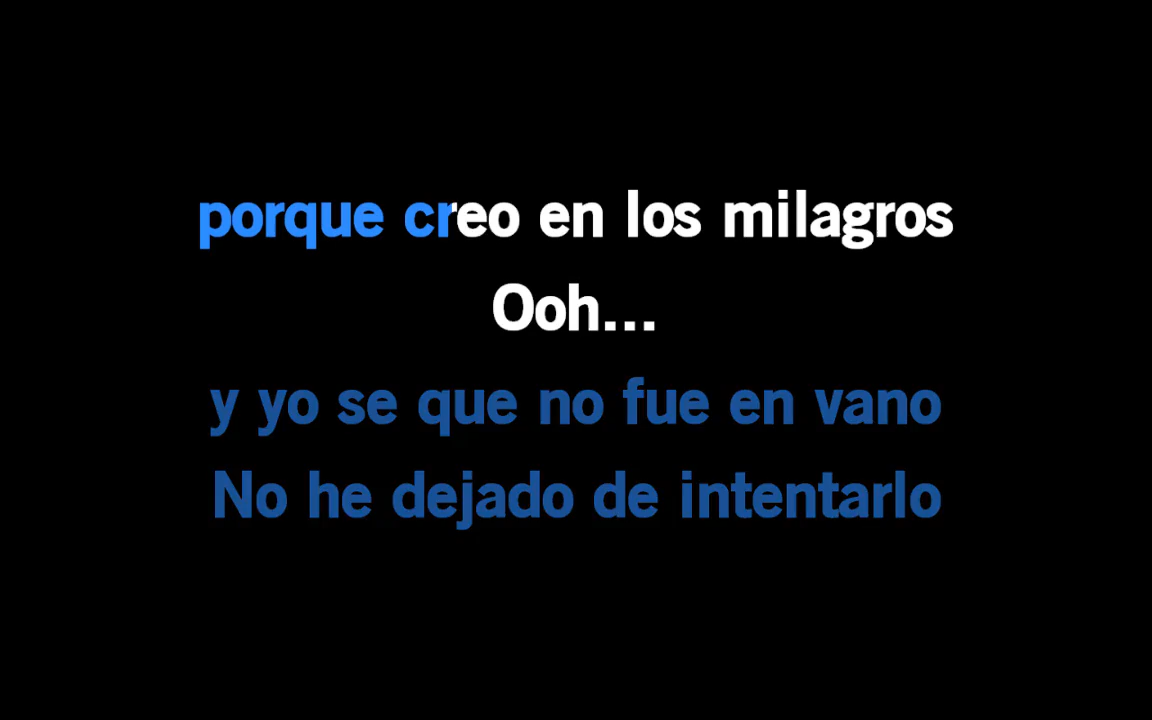 porque creo en los milagros
Ooh...
y yo se que no fue en vano
No he dejado de intentarlo